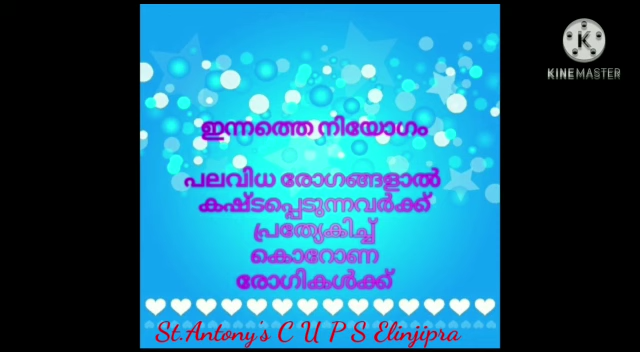 KINEMASTER
ഇന്നത്തെ നിയോഗം
പലവിധ രോഗങ്ങളാൽ
കഷ്ടപ്പെടുന്നവർക്ക്
പ്രത്യേകിച്ച്
കൊറോണ
രോഗികൾക്ക്
St.Antony's C U P S Elinjipra